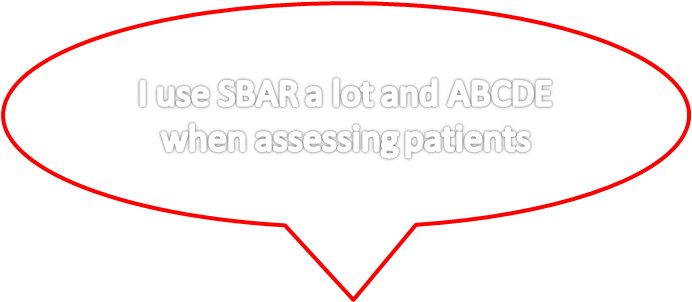 I use SBAR a lot and ABCDE
when assessing patients